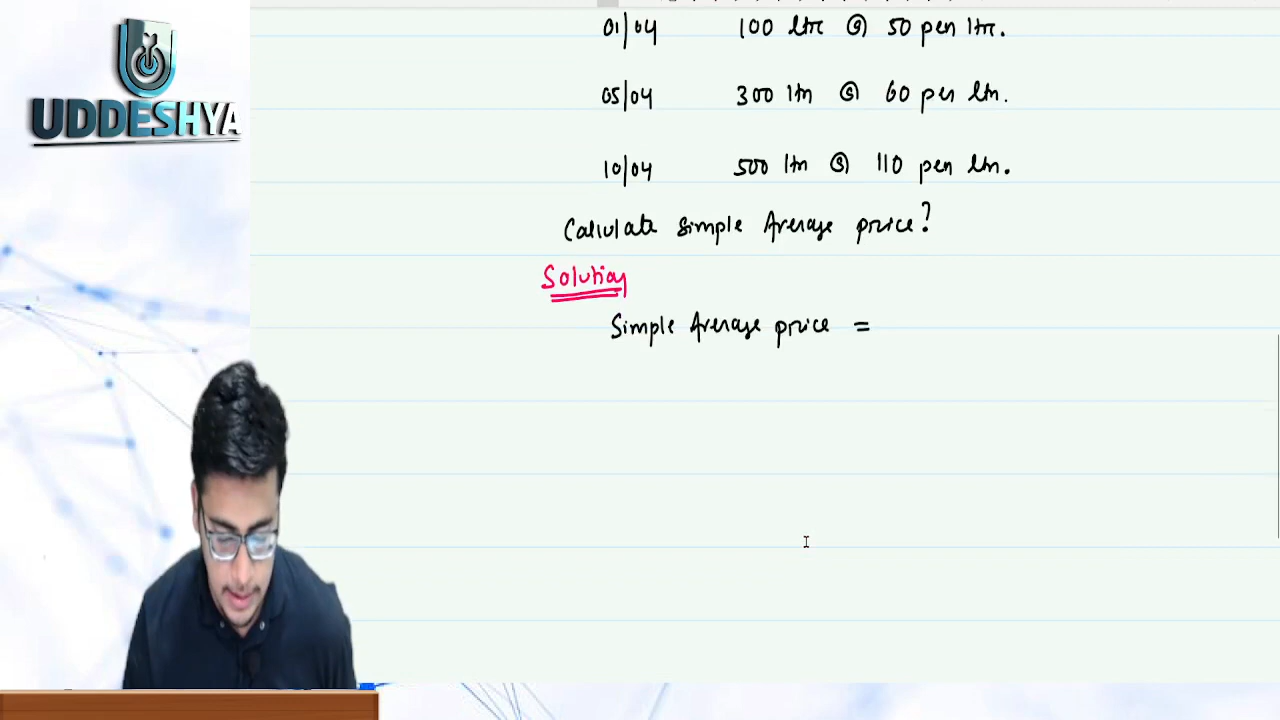 UDDESHYA
01/04 100 ltr @ 50 per ltr.
05/04 300 ltr @ 60 per ltr.
10/04 500 ltr @ 110 per ltr.
Calculate simple Average price?
Solution
Simple Average price =